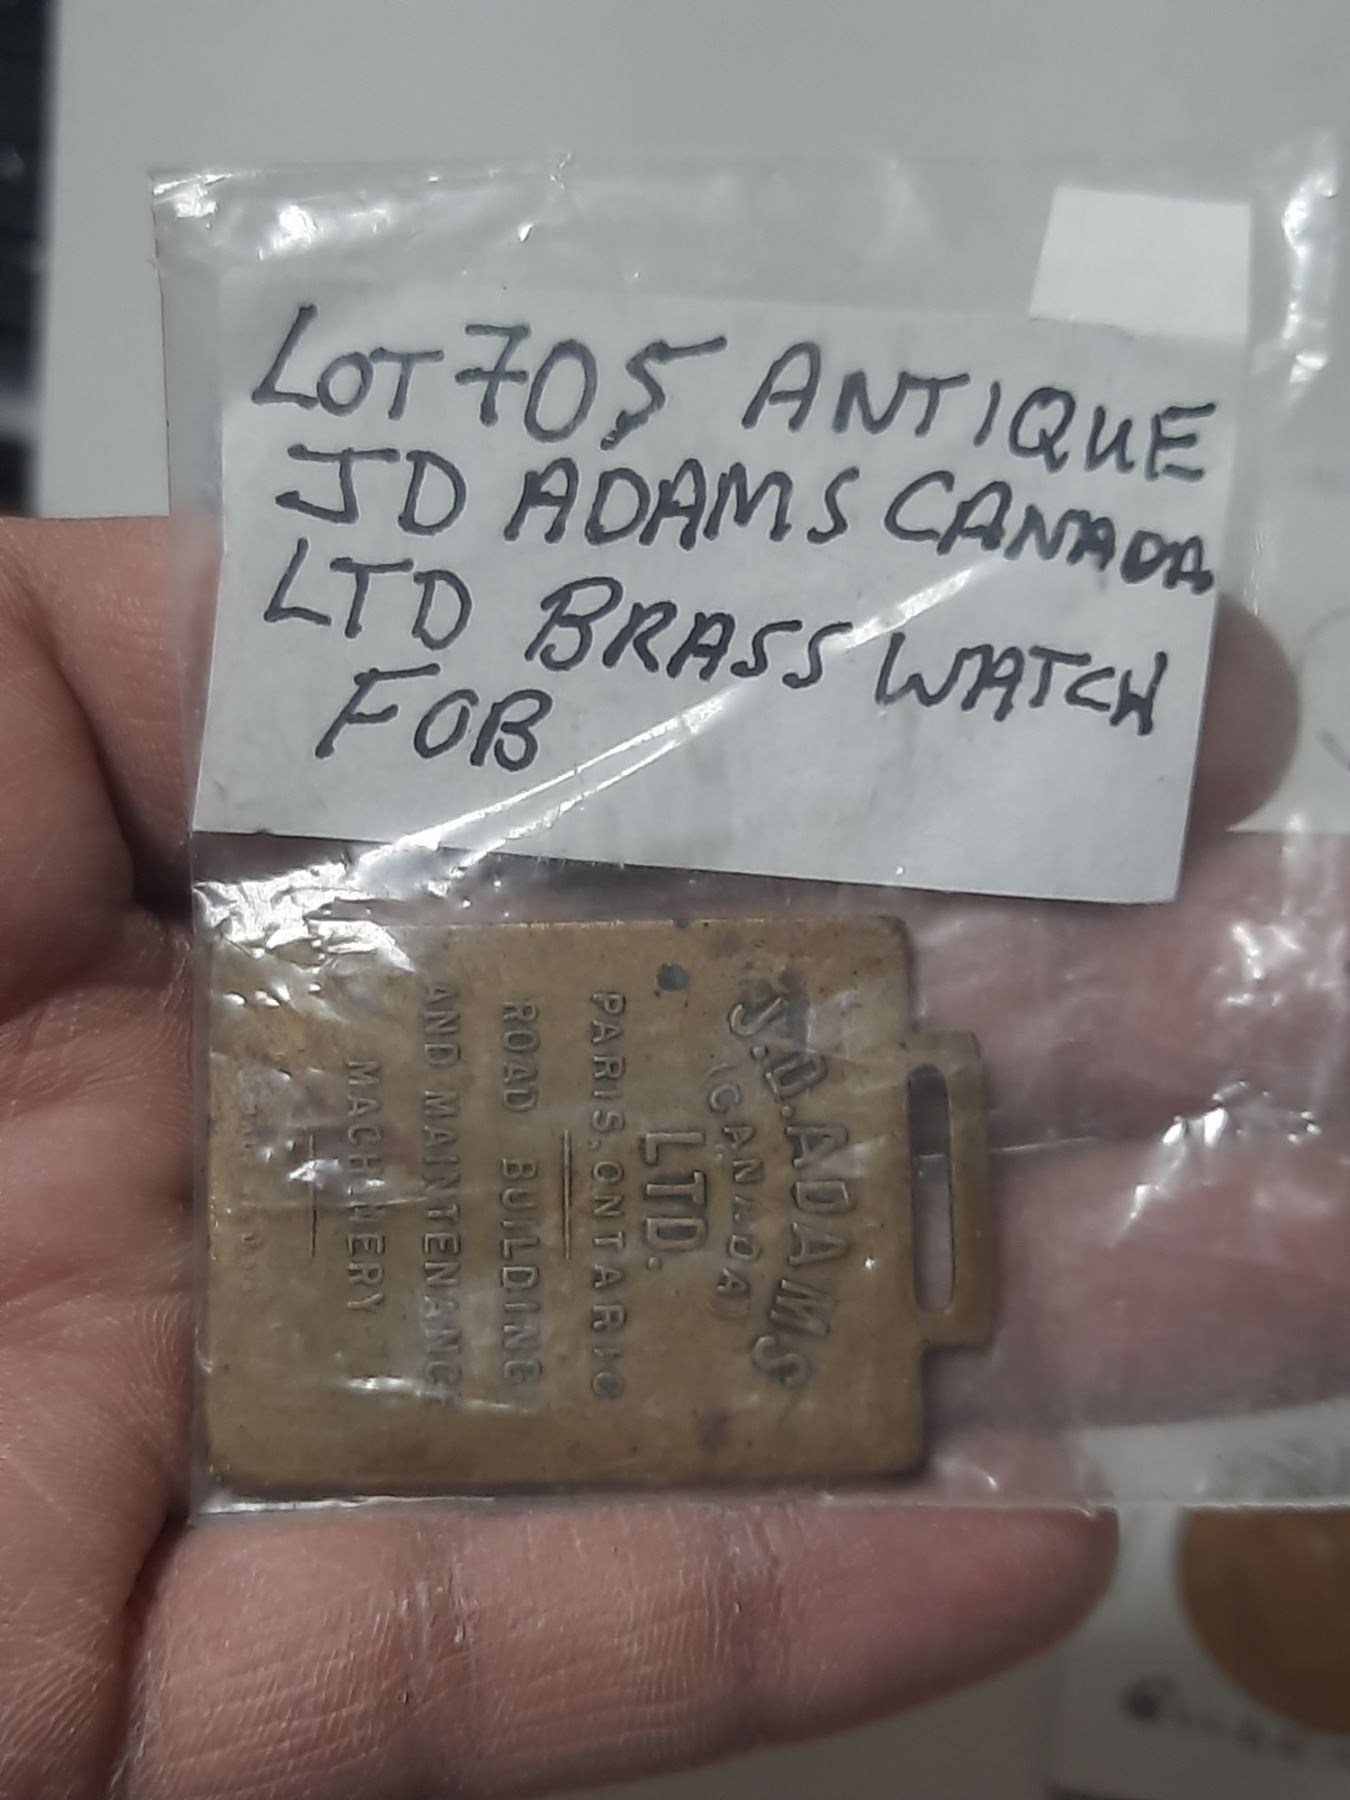 LOT 705 ANTIQUE
JD ADAMS CANADA
LTD BRASS WATCH
FOB
J.D. ADAMS
(CANADA)
LTD.
PARIS, ONTARIO
ROAD BUILDING
AND MAINTENANCE
MACHINERY